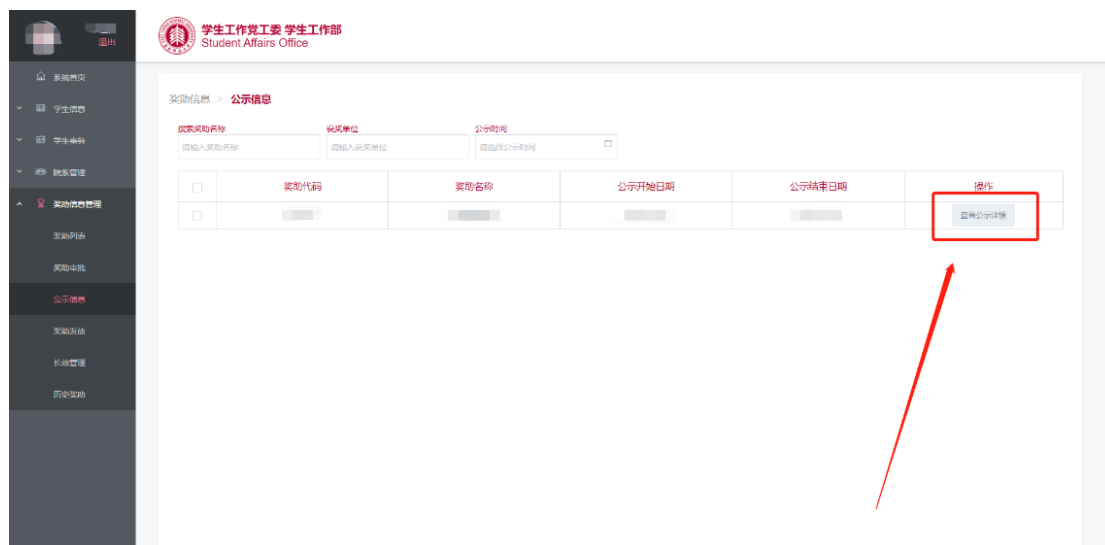 退出
学生工作党工委 学生工作部
Student Affairs Office
系统首页
学生信息
学生事务
院系管理
奖助信息管理
奖助列表
奖助审批
公示信息
奖助发放
长效管理
历史奖助
奖助信息 > 公示信息
搜索奖助名称 设奖单位 公示时间
请输入奖助名称 请输入设奖单位 请选择公示时间
奖助代码 奖助名称 公示开始日期 公示结束日期 操作
查看公示详情